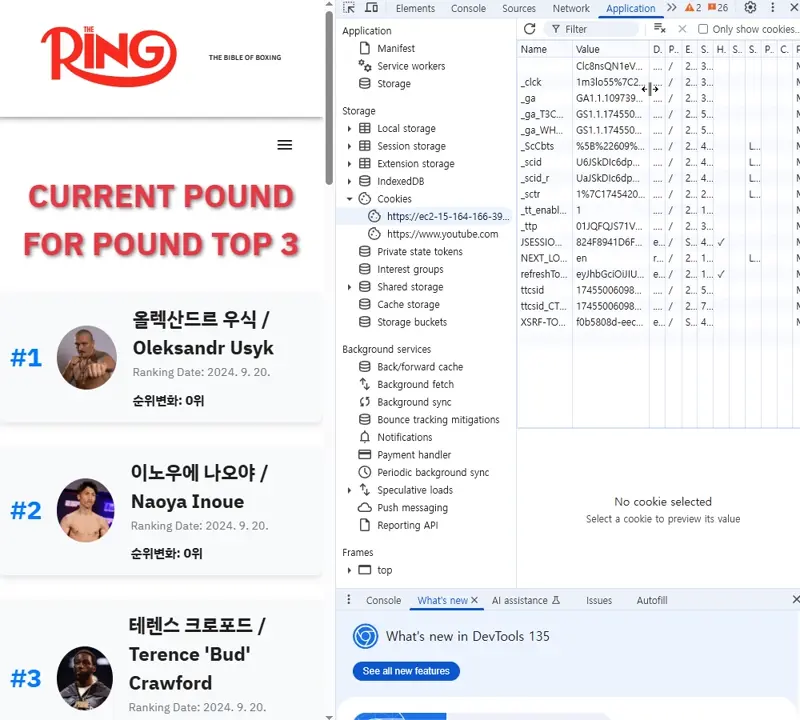 THE
RING
THE BIBLE OF BOXING
CURRENT POUND
FOR POUND TOP 3
#1
올렉산드르 우식 /
Oleksandr Usyk
Ranking Date: 2024. 9. 20.
순위변화: 0위
#2
이노우에 나오야 /
Naoya Inoue
Ranking Date: 2024. 9. 20.
순위변화: 0위
#3
테렌스 크로포드 /
Terence 'Bud'
Crawford
Ranking Date: 2024. 9. 20.
Elements Console Sources Network Application 2 26
Application
Manifest
Service workers
Storage
Storage
Local storage
Session storage
Extension storage
IndexedDB
Cookies
https://ec2-15-164-166-39...
https://www.youtube.com
Private state tokens
Interest groups
Shared storage
Cache storage
Storage buckets
Background services
Back/forward cache
Background fetch
Background sync
Bounce tracking mitigations
Notifications
Payment handler
Periodic background sync
Speculative loads
Push messaging
Reporting API
Frames
top
Filter Only show cookies...
Name Value D. P.. E. S. H. S.. S. P.. C.
Clc8nsQN1eV... .... / 2... 3...
_clck 1m3lo55%7C2... / 2... 3...
_ga GA1.1.109739... .... / 2... 3...
_ga_T3C... GS1.1.174550... .... / 2... 5...
_ga_WH... GS1.1.174550... .... / 2... 5...
_ScCbts %5B%22609%... .... / 2... 4... L...
_scid U6JSkDIc6dp... .... / 2... 4...
_scid_r UaJSkDIc6dp... .... / 2... 4...
_sctr 1%7C1745420... .... / 2... 2... L...
_tt_enabl... 1 .... / 2... 1...
_ttp 01JQFQJS71V... .... / 2... 3...
JSESSIO... 824F8941D6F... e... / S... 4... ✓
NEXT_LO... en r... / 2... 1... L...
refreshTo... eyJhbGciOiJIU... e... / 2... 1... ✓
ttcsid 17455006098... .... / 2... 5...
ttcsid_CT... 17455006098... .... / 2... 7...
XSRF-TO... f0b5808d-eec... e... / S... 4...
No cookie selected
Select a cookie to preview its value
Console What's new AI assistance Issues Autofill
What's new in DevTools 135
See all new features